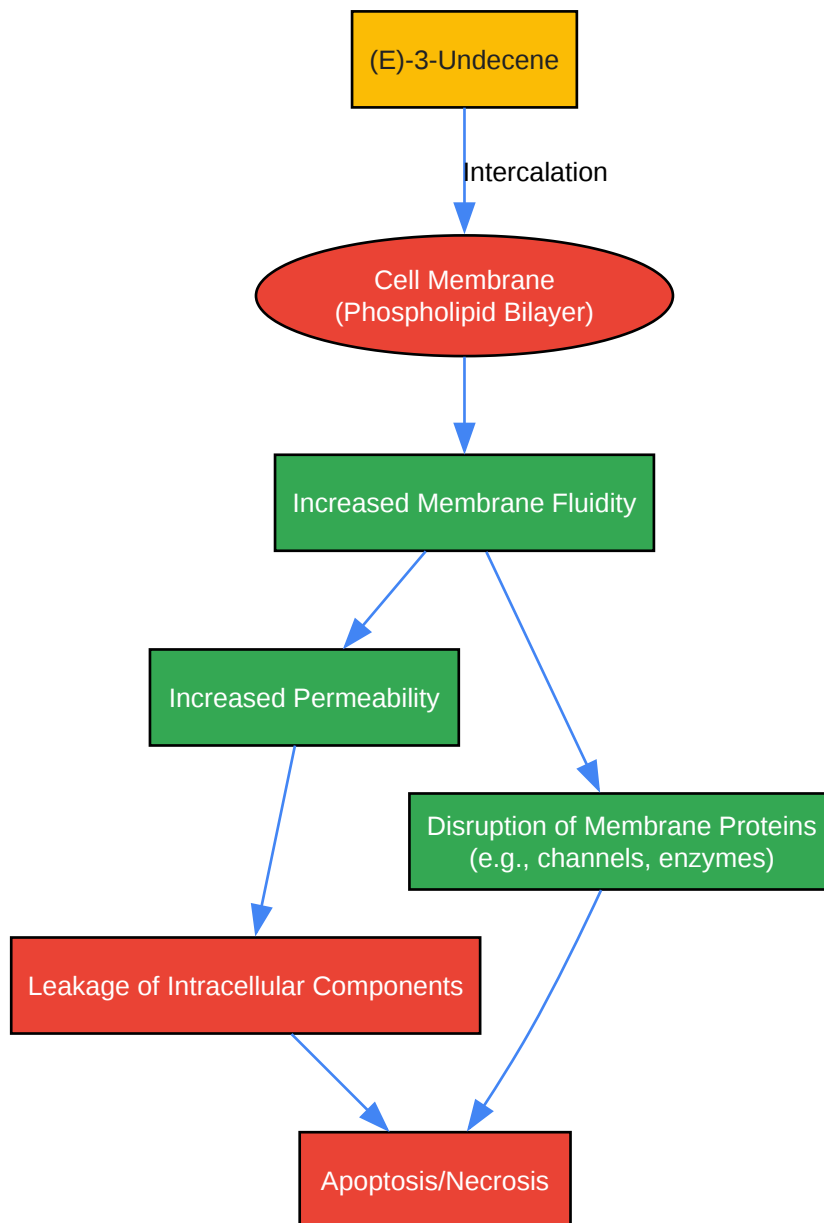 (E)-3-Undecene
Intercalation
Cell Membrane
(Phospholipid Bilayer)
Increased Membrane Fluidity
Increased Permeability
Disruption of Membrane Proteins
(e.g., channels, enzymes)
Leakage of Intracellular Components
Apoptosis/Necrosis